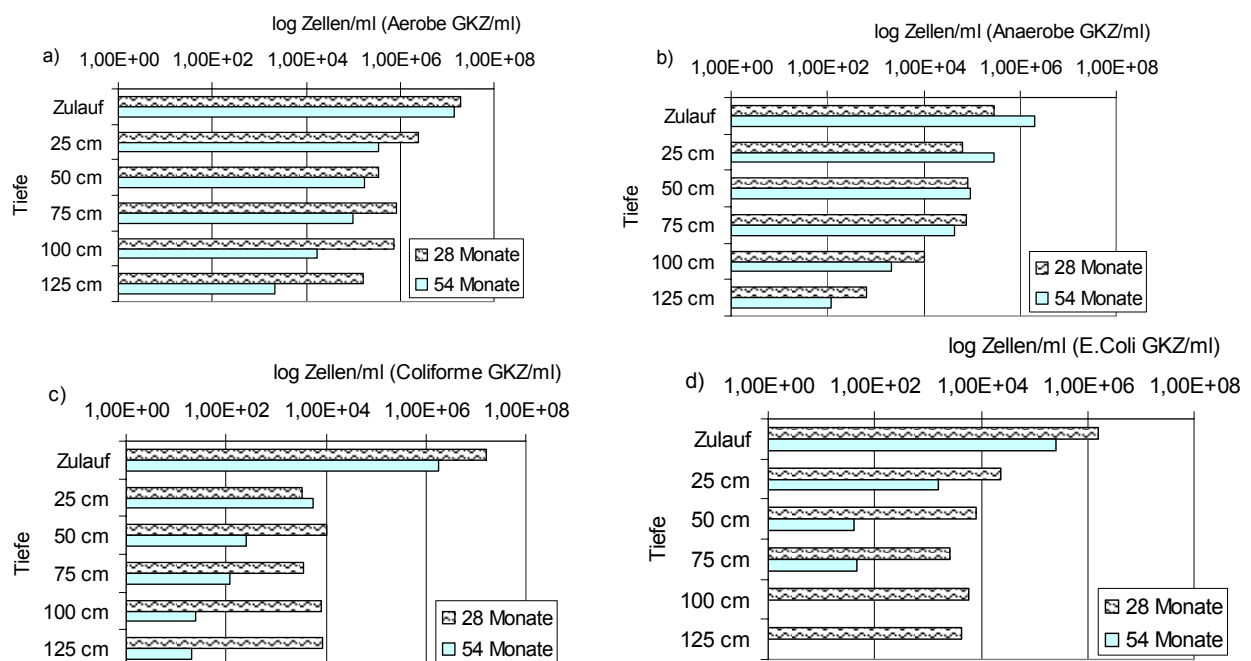 log Zellen/ml (Aerobe GKZ/ml)
a)
1,00E+00 1,00E+02 1,00E+04 1,00E+06 1,00E+08
Zulauf
25 cm
50 cm
75 cm
100 cm
125 cm
Tiefe
28 Monate
54 Monate
log Zellen/ml (Anaerobe GKZ/ml)
b)
1,00E+00 1,00E+02 1,00E+04 1,00E+06 1,00E+08
Zulauf
25 cm
50 cm
75 cm
100 cm
125 cm
Tiefe
28 Monate
54 Monate
log Zellen/ml (Coliforme GKZ/ml)
c)
1,00E+00 1,00E+02 1,00E+04 1,00E+06 1,00E+08
Zulauf
25 cm
50 cm
75 cm
100 cm
125 cm
Tiefe
28 Monate
54 Monate
log Zellen/ml (E.Coli GKZ/ml)
d)
1,00E+00 1,00E+02 1,00E+04 1,00E+06 1,00E+08
Zulauf
25 cm
50 cm
75 cm
100 cm
125 cm
Tiefe
28 Monate
54 Monate